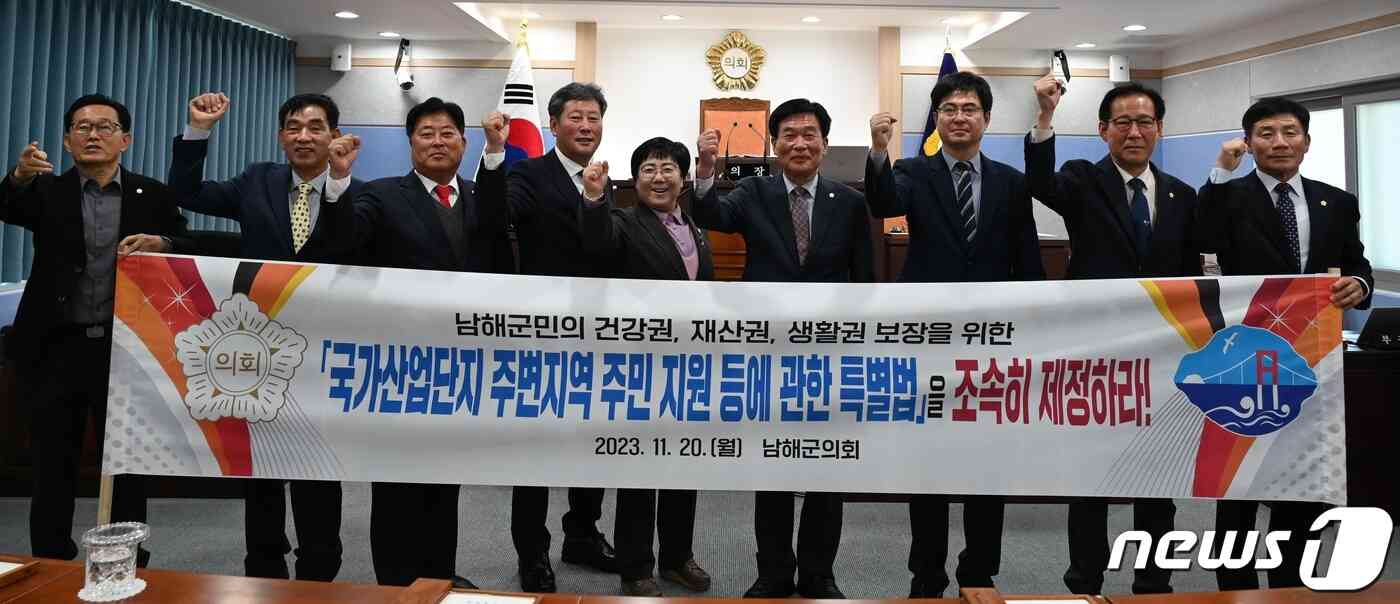 의회
의장
남해군민의 건강권, 재산권, 생활권 보장을 위한
의회
「국가산업단지 주변지역 주민 지원 등에 관한 특별법」을 조속히 제정하라!
2023. 11. 20.(월) 남해군의회
news1